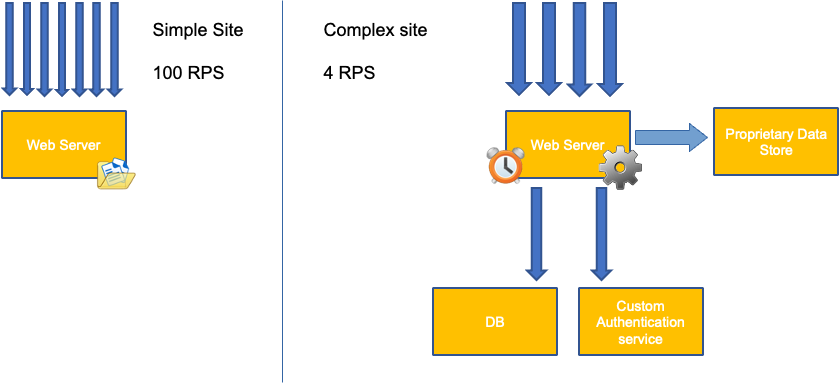 Simple Site
100 RPS
Web Server
Complex site
4 RPS
Web Server
Proprietary Data
Store
DB
Custom
Authentication
service